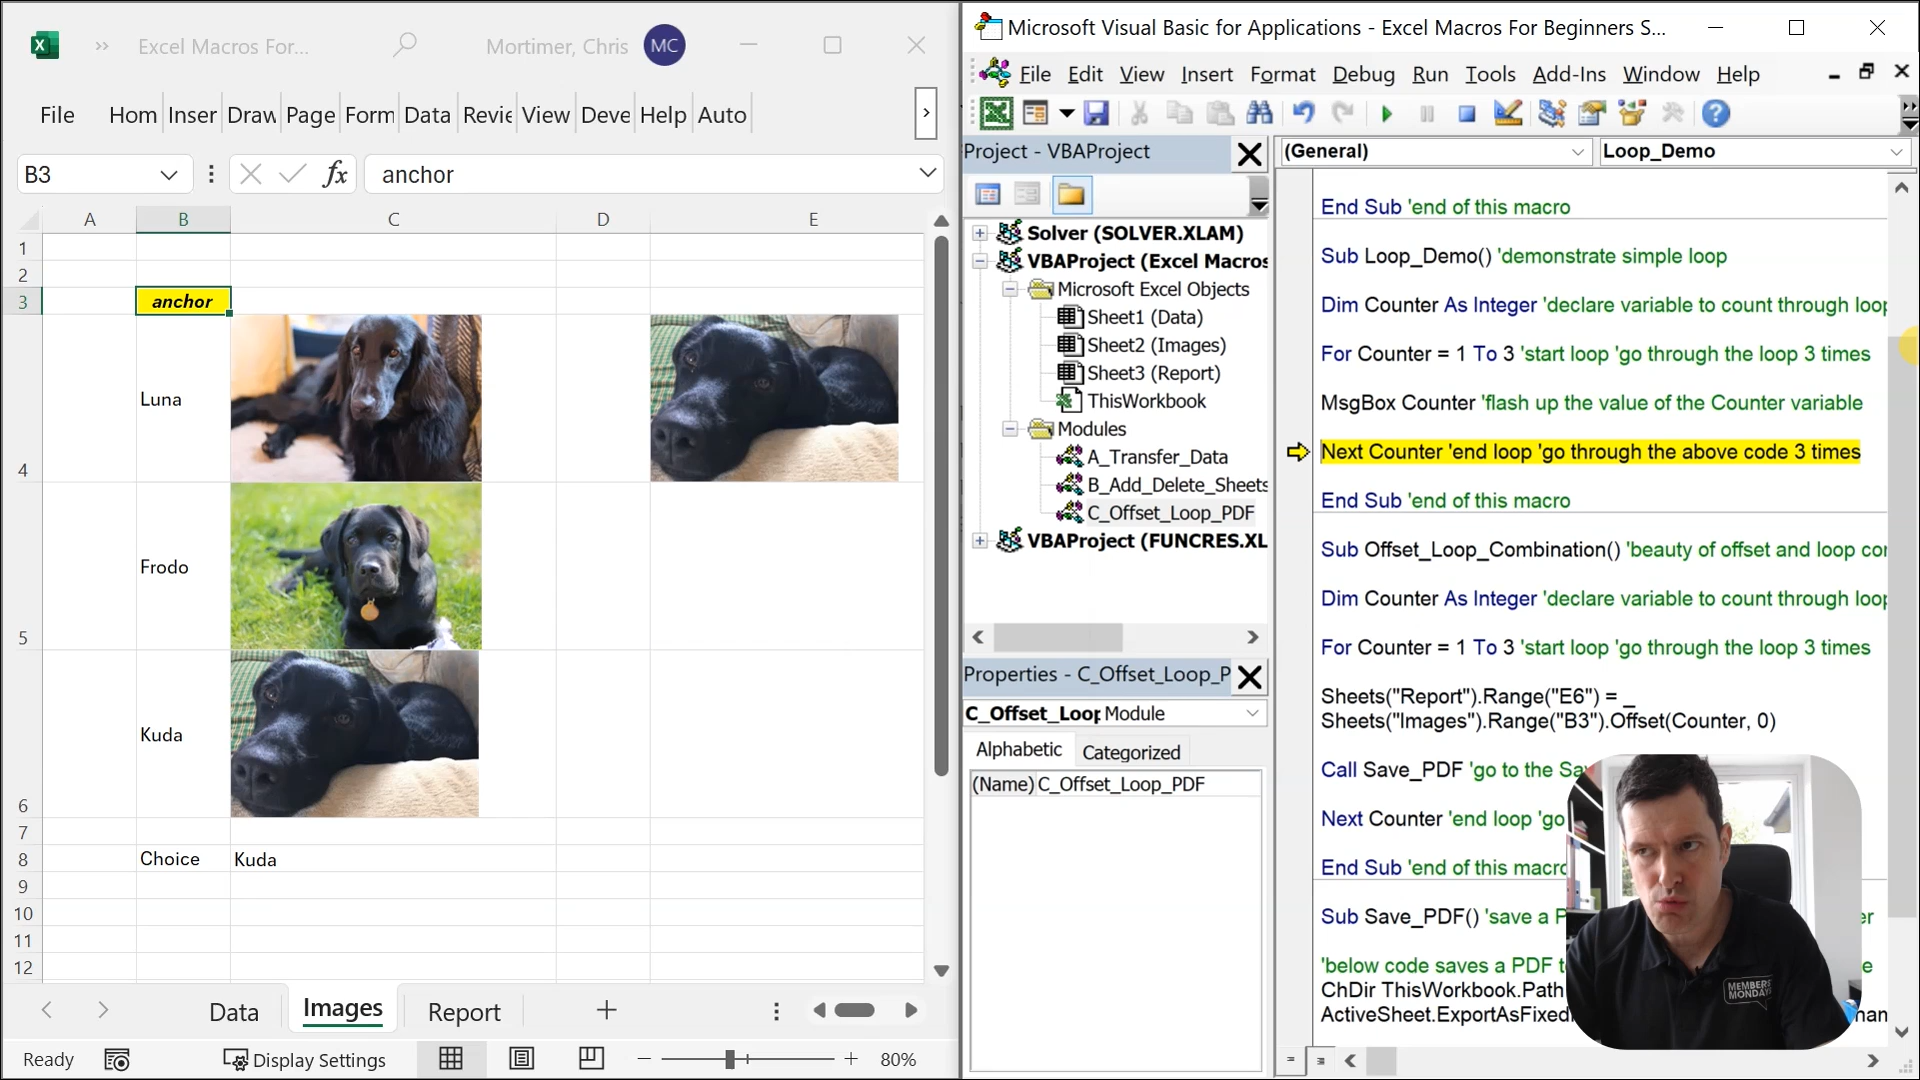 Excel Macros For...
Mortimer, Chris
MC
File
Hom
Inser
Draw
Page
Form
Data
Revie
View
Deve
Help
Auto
B3
fx
anchor
A
B
C
D
E
1
2
3
anchor
4
Luna
5
Frodo
6
Kuda
7
8
Choice
Kuda
9
10
11
12
Data
Images
Report
Ready
Display Settings
80%
Microsoft Visual Basic for Applications - Excel Macros For Beginners S...
File
Edit
View
Insert
Format
Debug
Run
Tools
Add-Ins
Window
Help
Project - VBAProject
Solver (SOLVER.XLAM)
VBAProject (Excel Macros
Microsoft Excel Objects
Sheet1 (Data)
Sheet2 (Images)
Sheet3 (Report)
ThisWorkbook
Modules
A_Transfer_Data
B_Add_Delete_Sheets
C_Offset_Loop_PDF
VBAProject (FUNCRES.XL
Properties - C_Offset_Loop_P
C_Offset_Loop Module
Alphabetic
Categorized
(Name) C_Offset_Loop_PDF
(General)
Loop_Demo
End Sub 'end of this macro
Sub Loop_Demo() 'demonstrate simple loop
Dim Counter As Integer 'declare variable to count through loop
For Counter = 1 To 3 'start loop 'go through the loop 3 times
MsgBox Counter 'flash up the value of the Counter variable
Next Counter 'end loop 'go through the above code 3 times
End Sub 'end of this macro
Sub Offset_Loop_Combination() 'beauty of offset and loop cor
Dim Counter As Integer 'declare variable to count through loop
For Counter = 1 To 3 'start loop 'go through the loop 3 times
Sheets("Report").Range("E6") = _
Sheets("Images").Range("B3").Offset(Counter, 0)
Call Save_PDF 'go to the Sa
Next Counter 'end loop 'go
End Sub 'end of this macro
Sub Save_PDF() 'save a P
'below code saves a PDF t
ChDir ThisWorkbook.Path
ActiveSheet.ExportAsFixed
MEMBERS
MONDAY